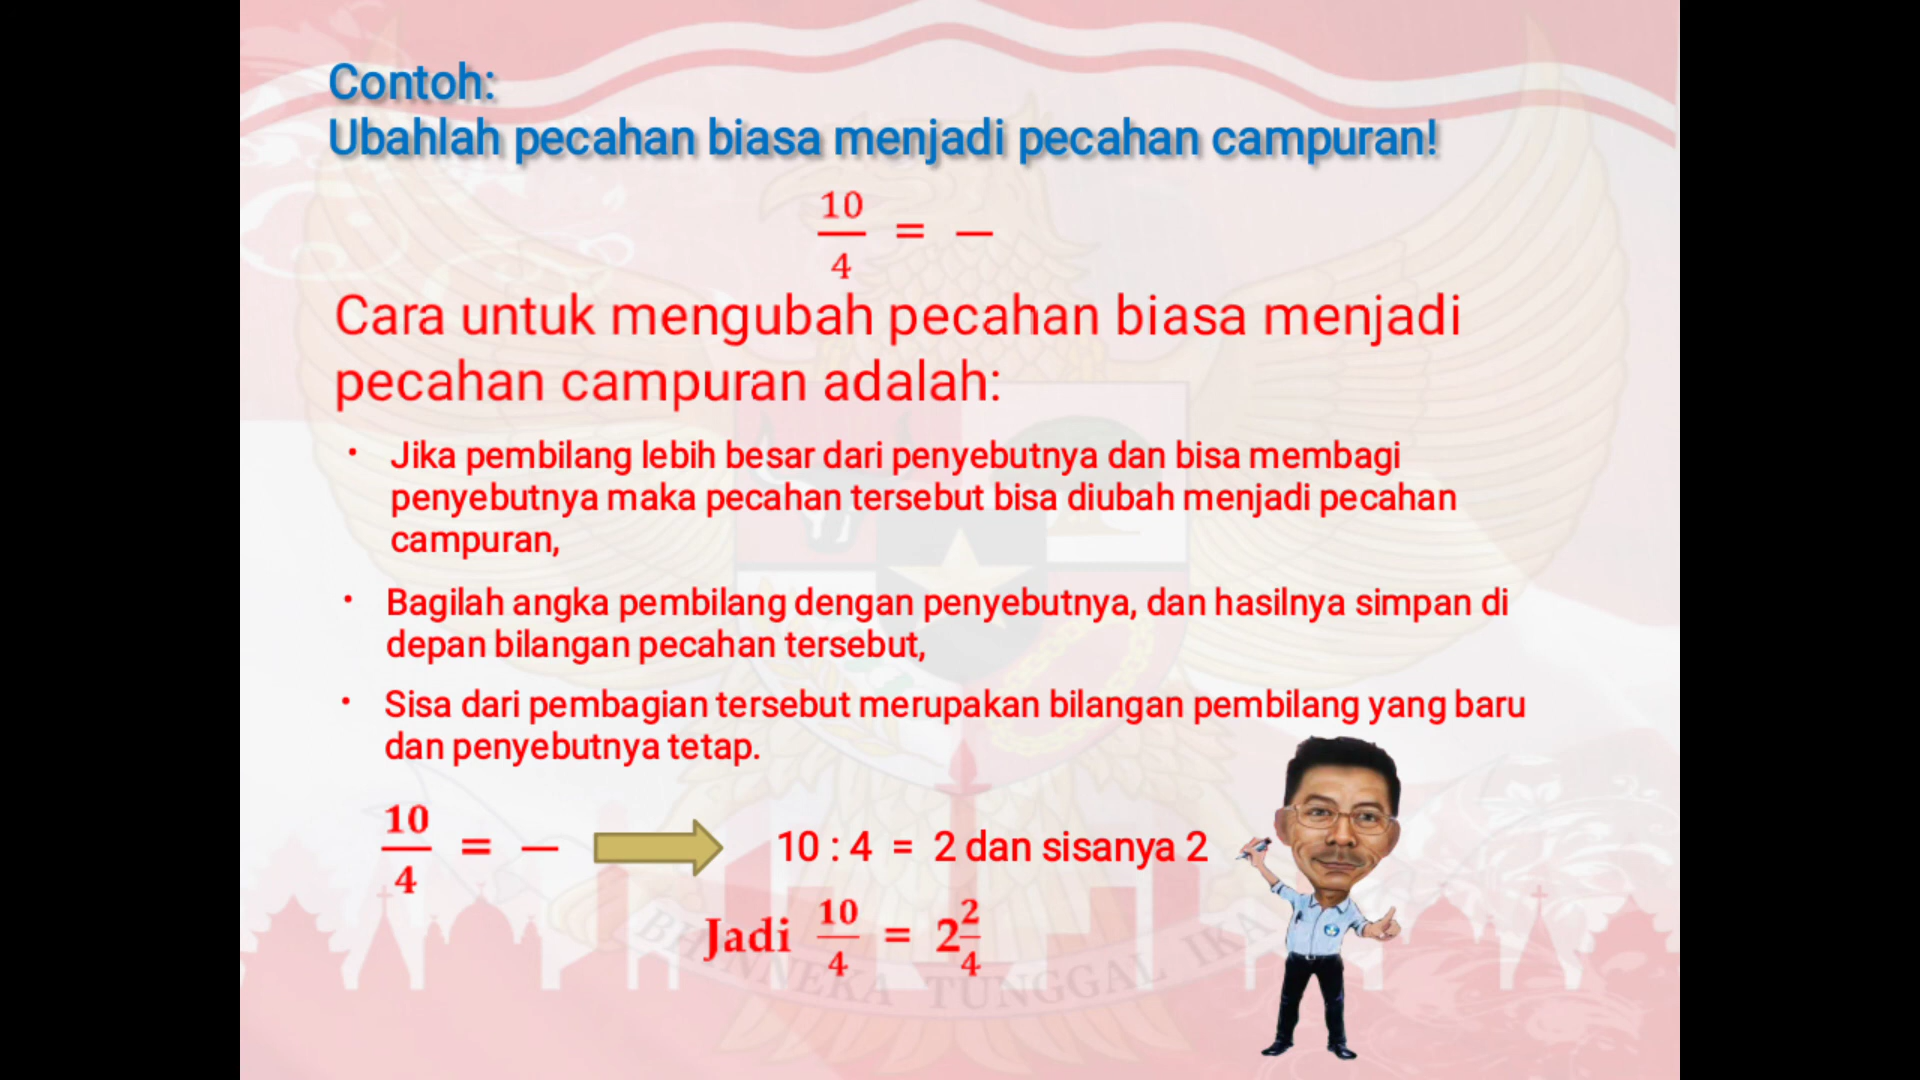 Contoh:
Ubahlah pecahan biasa menjadi pecahan campuran!
10/4 = —
Cara untuk mengubah pecahan biasa menjadi
pecahan campuran adalah:
• Jika pembilang lebih besar dari penyebutnya dan bisa membagi
penyebutnya maka pecahan tersebut bisa diubah menjadi pecahan
campuran,
• Bagilah angka pembilang dengan penyebutnya, dan hasilnya simpan di
depan bilangan pecahan tersebut,
• Sisa dari pembagian tersebut merupakan bilangan pembilang yang baru
dan penyebutnya tetap.
10/4 = — 10 : 4 = 2 dan sisanya 2
Jadi 10/4 = 2 2/4
BHINNEKA TUNGGAL IKA